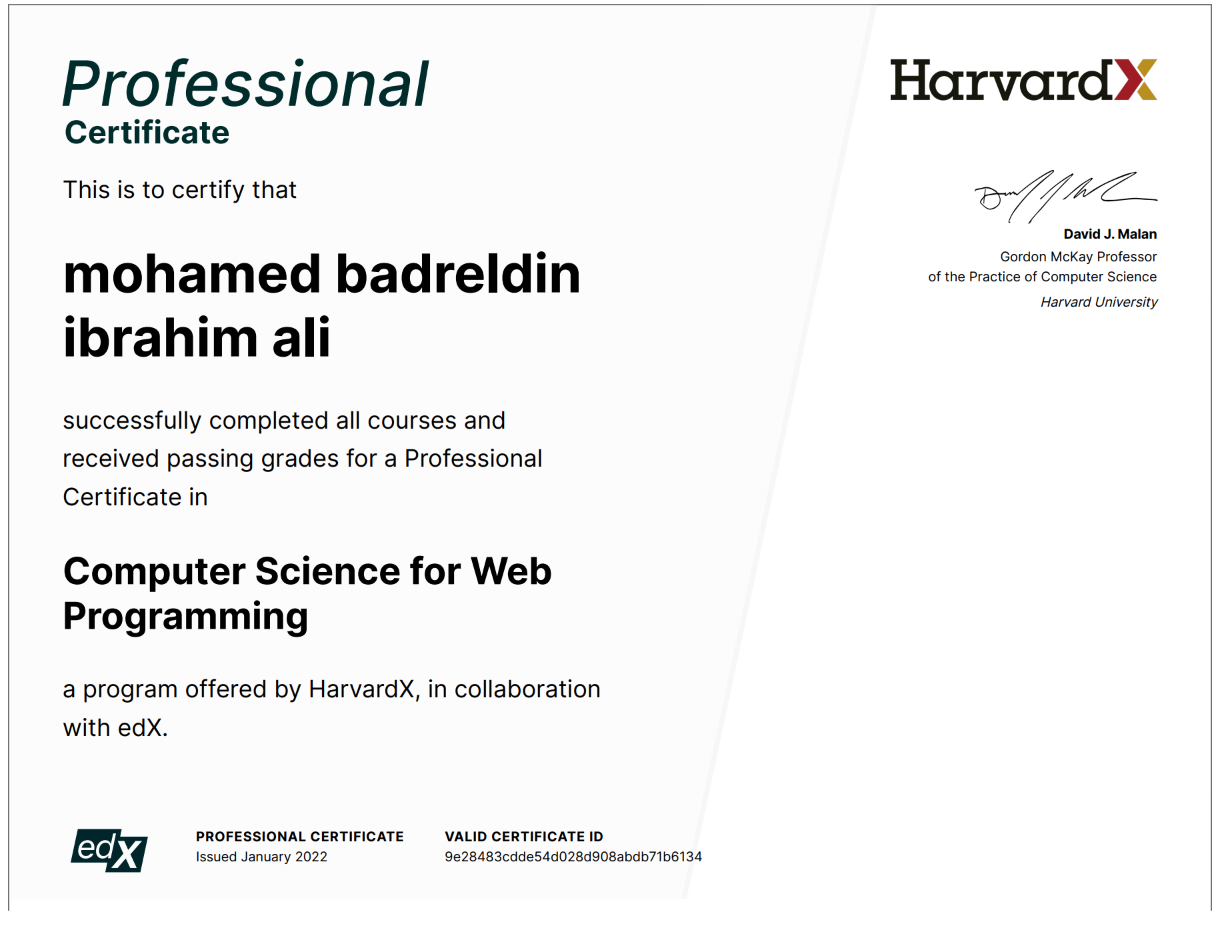 Professional
Certificate
This is to certify that
mohamed badreldin
ibrahim ali
successfully completed all courses and
received passing grades for a Professional
Certificate in
Computer Science for Web
Programming
a program offered by HarvardX, in collaboration
with edX.
HarvardX
David J. Malan
Gordon McKay Professor
of the Practice of Computer Science
Harvard University
edX
PROFESSIONAL CERTIFICATE
Issued January 2022
VALID CERTIFICATE ID
9e28483cdde54d028d908abdb71b6134